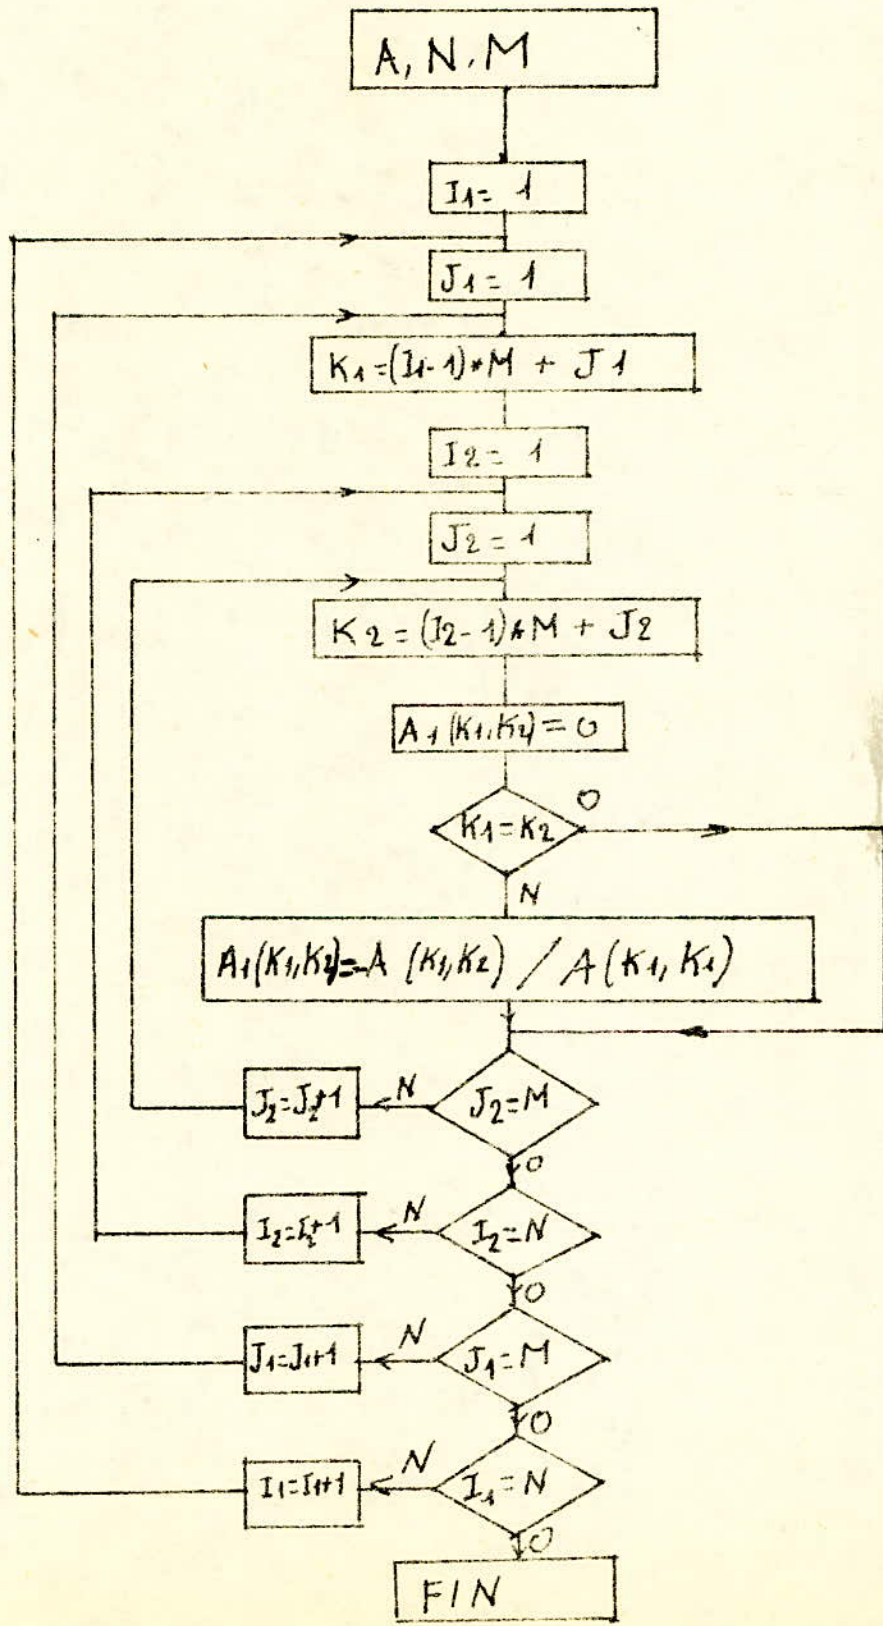 A, N, M
I1= 1
J1= 1
K1=(I1-1)*M + J1
I2= 1
J2= 1
K2=(I2-1)*M + J2
A1(K1,K2)=0
K1=K2
O
N
A1(K1,K2)=-A(K1,K2) / A(K1,K1)
J2=J2+1
N
J2=M
O
I2=I2+1
N
I2=N
O
J1=J1+1
N
J1=M
O
I1=I1+1
N
I1=N
O
FIN